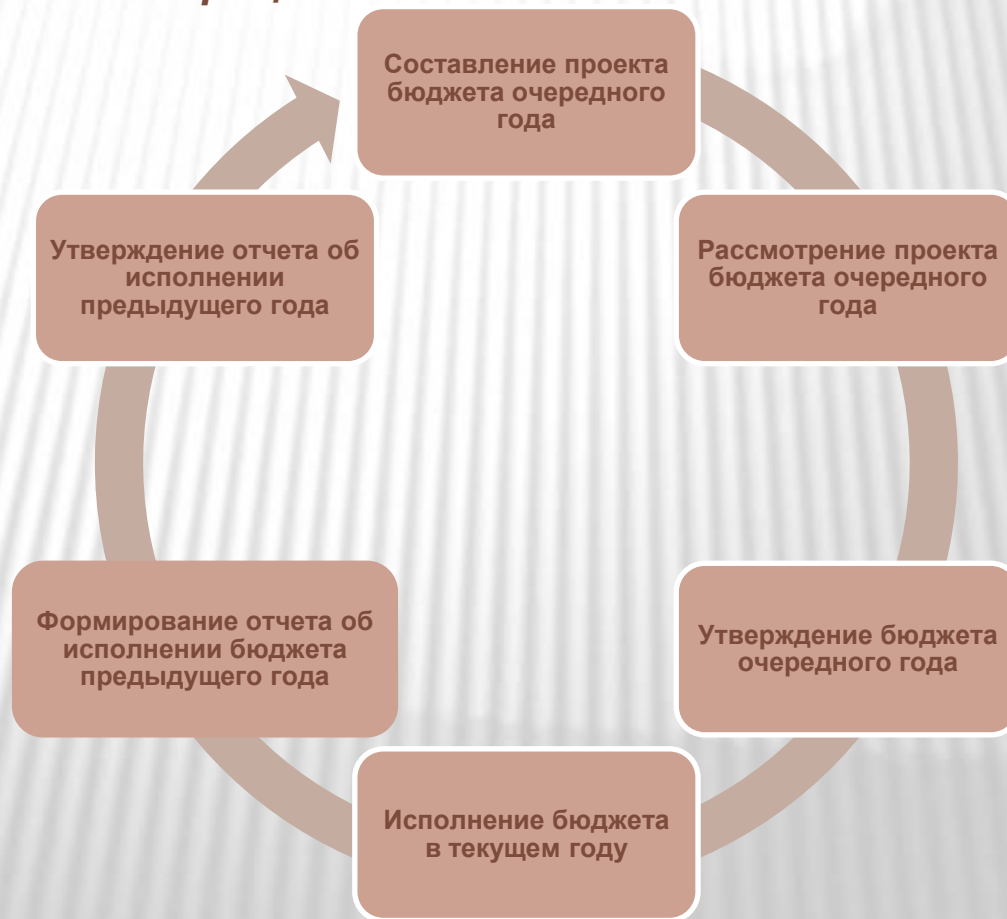 Составление проекта
бюджета очередного
года
Рассмотрение проекта
бюджета очередного
года
Утверждение бюджета
очередного года
Исполнение бюджета
в текущем году
Формирование отчета об
исполнении бюджета
предыдущего года
Утверждение отчета об
исполнении
предыдущего года